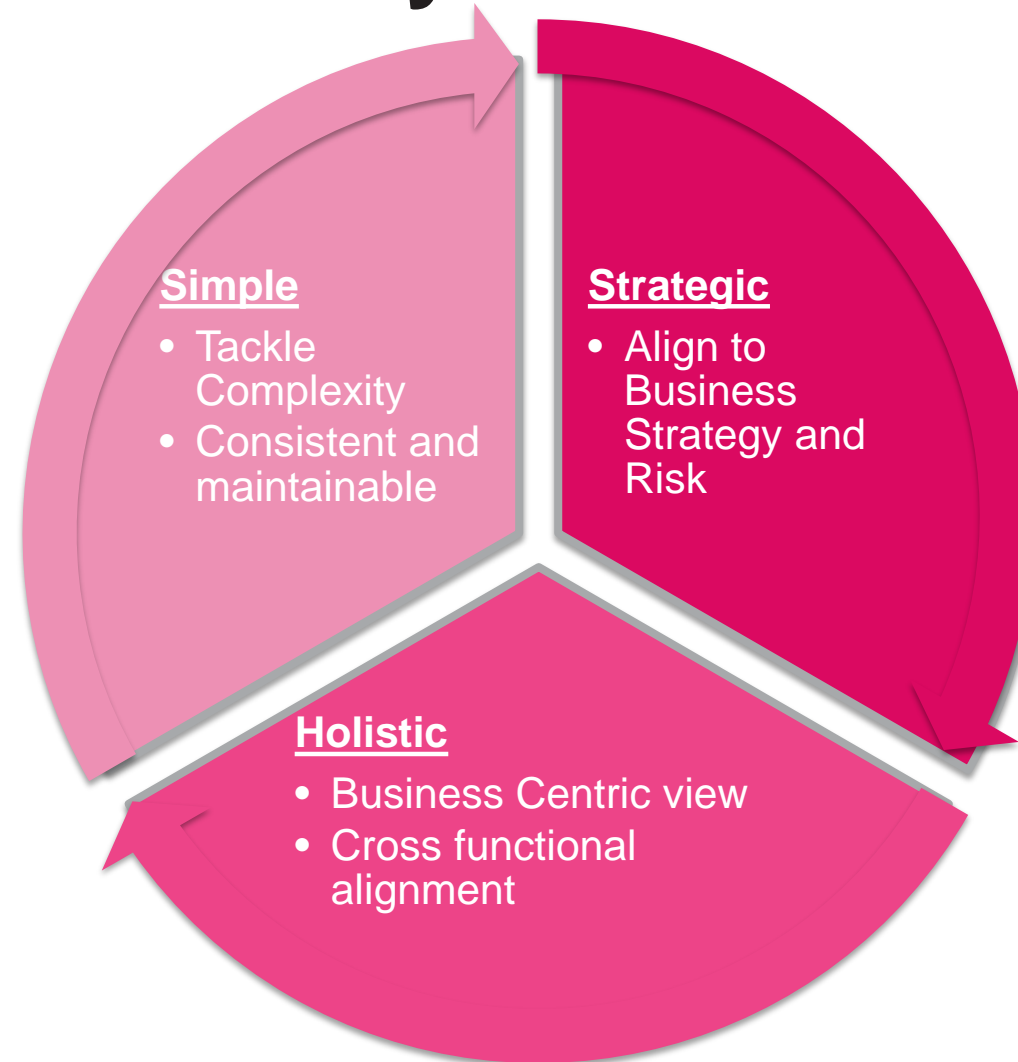 Simple
• Tackle
Complexity
• Consistent and
maintainable
Strategic
• Align to
Business
Strategy and
Risk
Holistic
• Business Centric view
• Cross functional
alignment